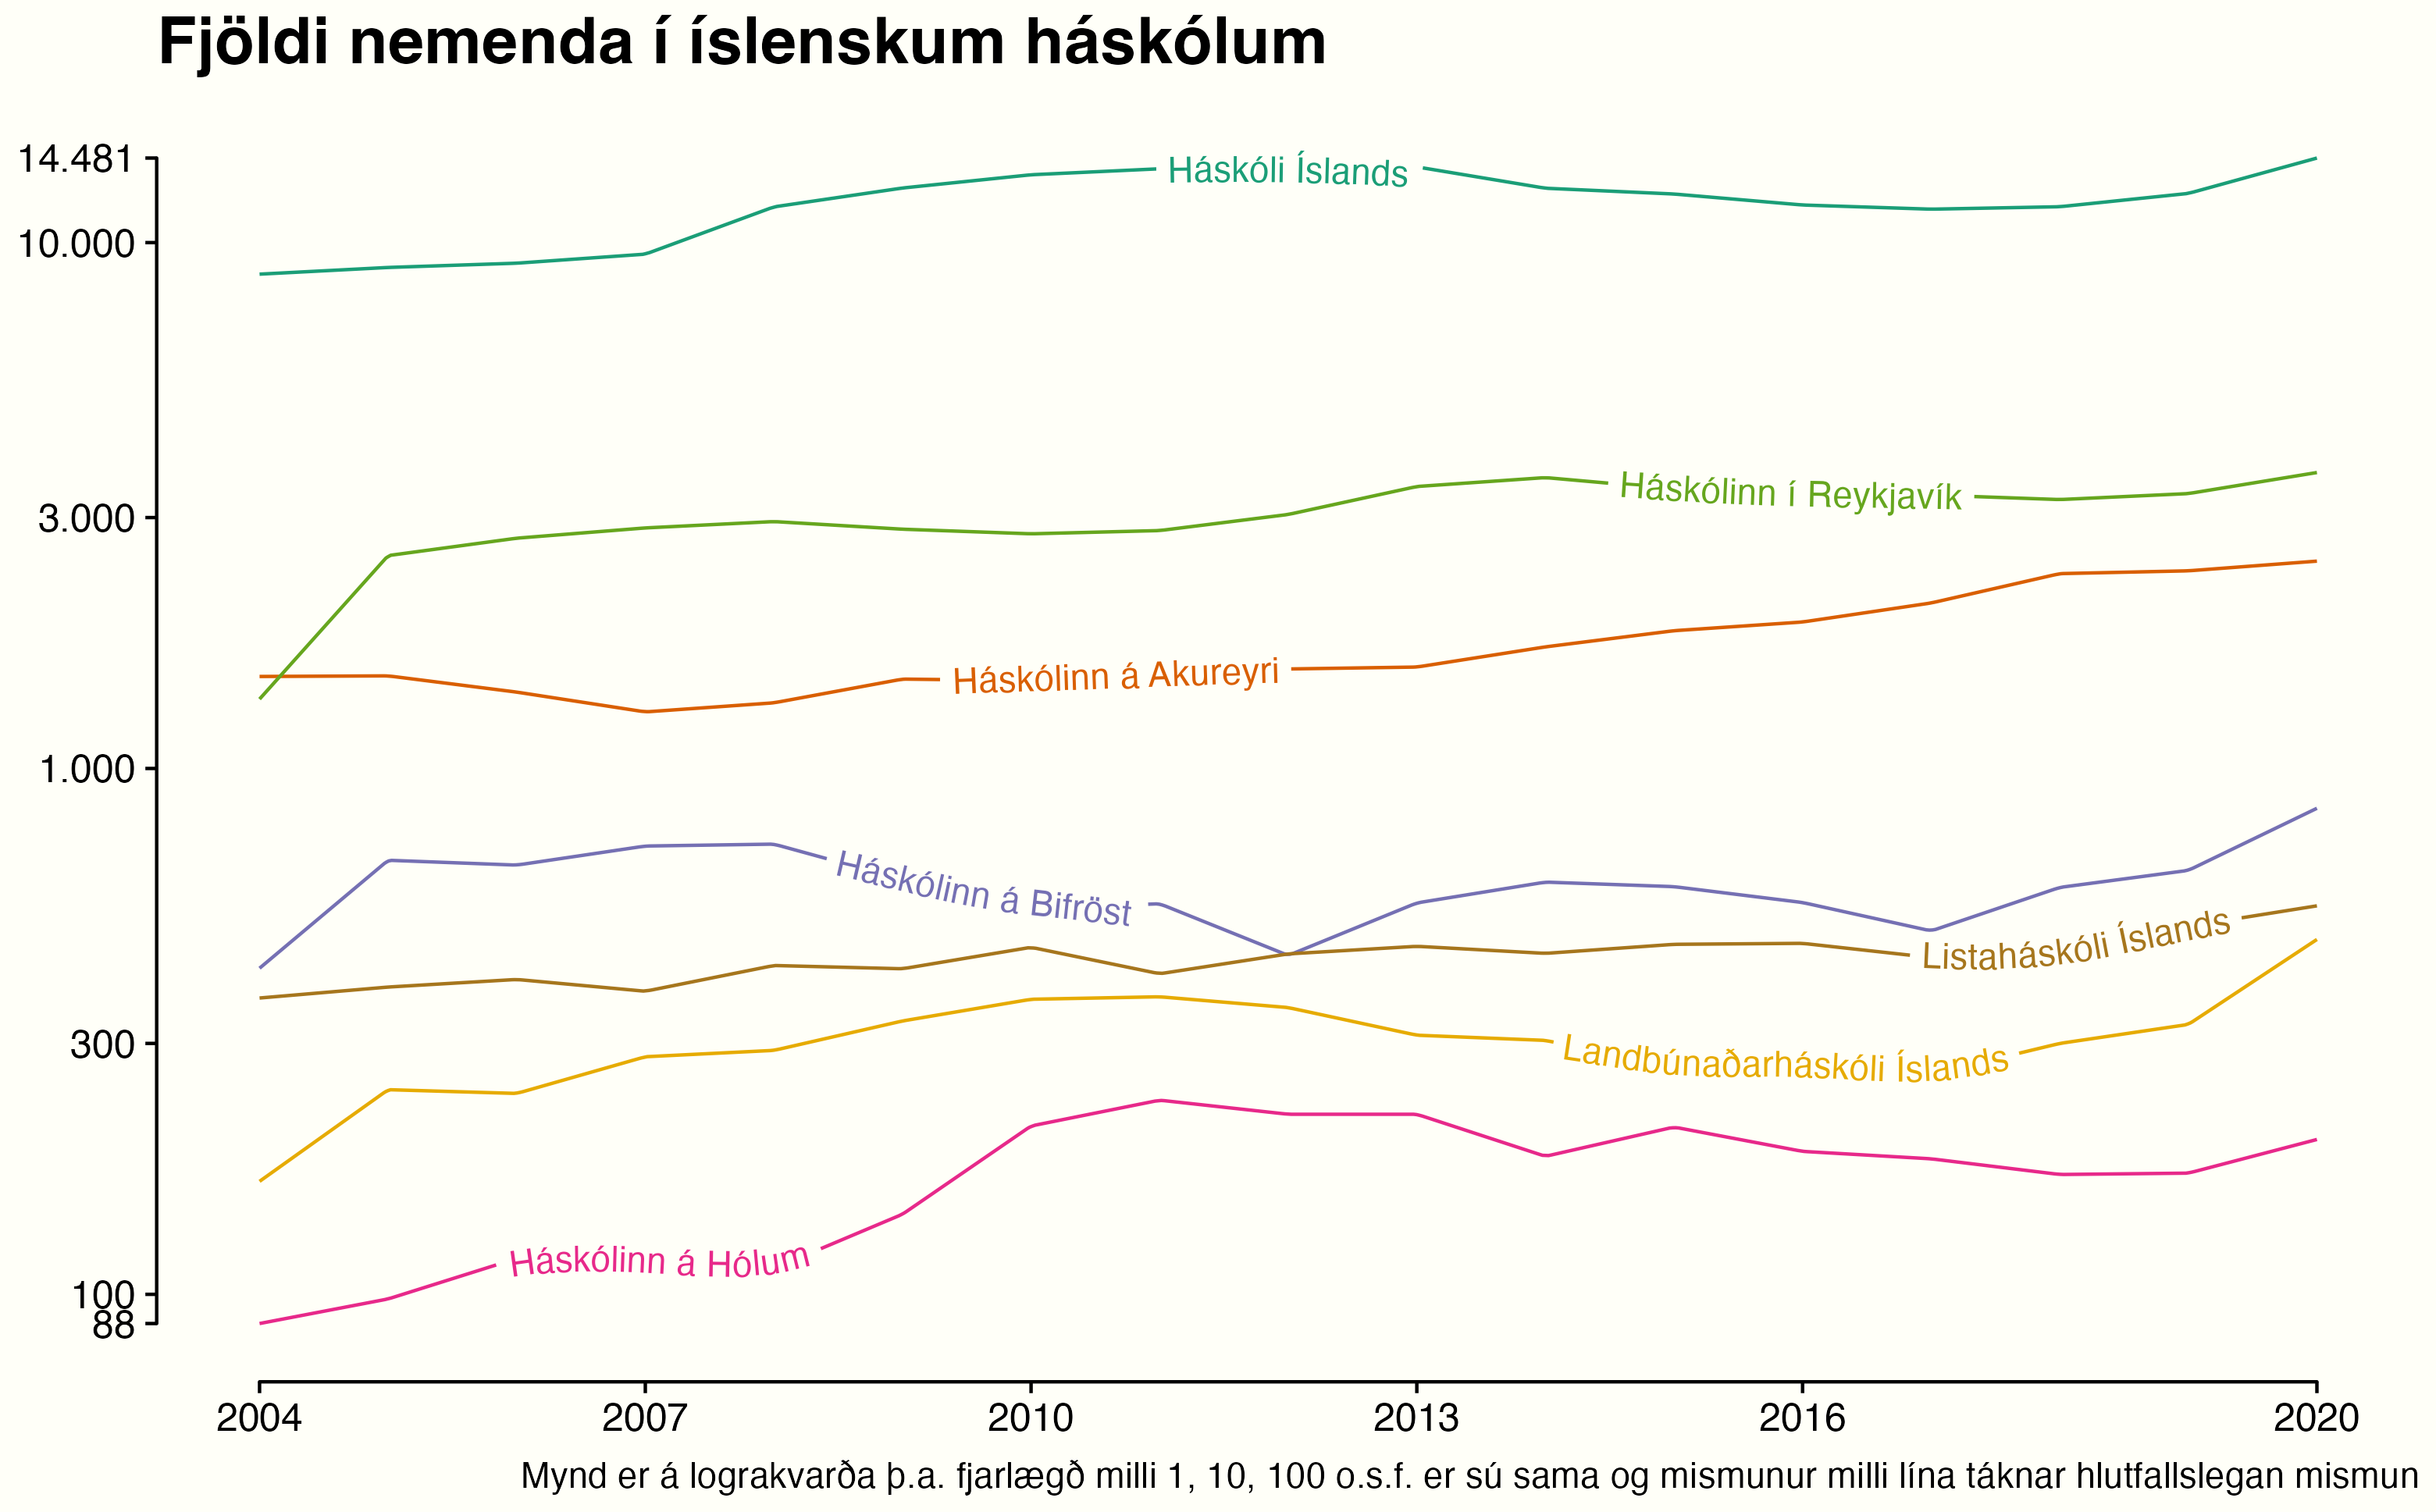 Fjöldi nemenda í íslenskum háskólum
14.481
10.000
3.000
1.000
300
100
88
Háskóli Íslands
Háskólinn í Reykjavík
Háskólinn á Akureyri
Háskólinn á Bifröst
Listaháskóli Íslands
Landbúnaðarháskóli Íslands
Háskólinn á Hólum
2004 2007 2010 2013 2016 2020
Mynd er á lograkvarða þ.a. fjarlægð milli 1, 10, 100 o.s.f. er sú sama og mismunur milli lína táknar hlutfallslegan mismun